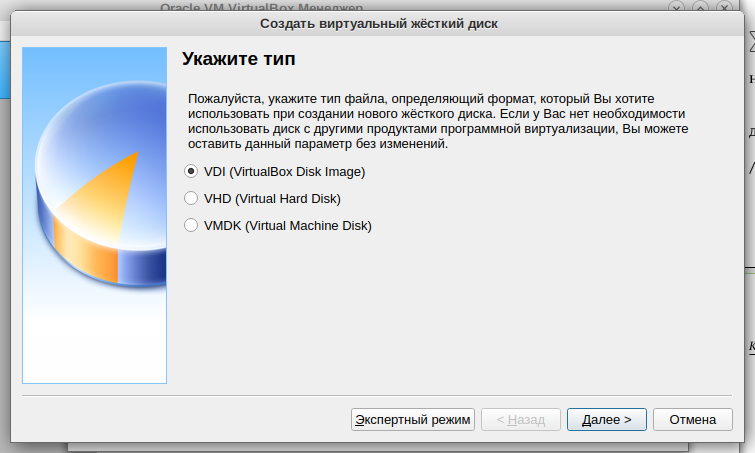 Oracle VM VirtualBox Менеджер
Создать виртуальный жёсткий диск
Укажите тип
Пожалуйста, укажите тип файла, определяющий формат, который Вы хотите
использовать при создании нового жёсткого диска. Если у Вас нет необходимости
использовать диск с другими продуктами программной виртуализации, Вы можете
оставить данный параметр без изменений.
VDI (VirtualBox Disk Image)
VHD (Virtual Hard Disk)
VMDK (Virtual Machine Disk)
Экспертный режим
< Назад
Далее >
Отмена